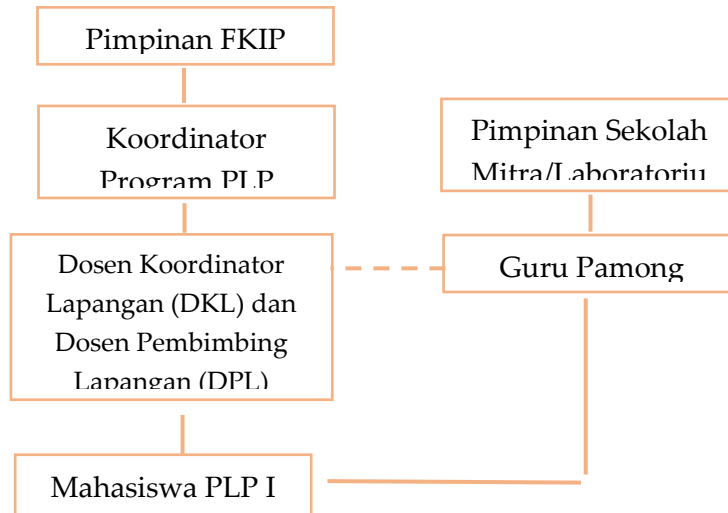 Pimpinan FKIP
Koordinator
Program PLP
Pimpinan Sekolah
Mitra/Laboratoriu
Dosen Koordinator
Lapangan (DKL) dan
Dosen Pembimbing
Lapangan (DPL)
Guru Pamong
Mahasiswa PLP I